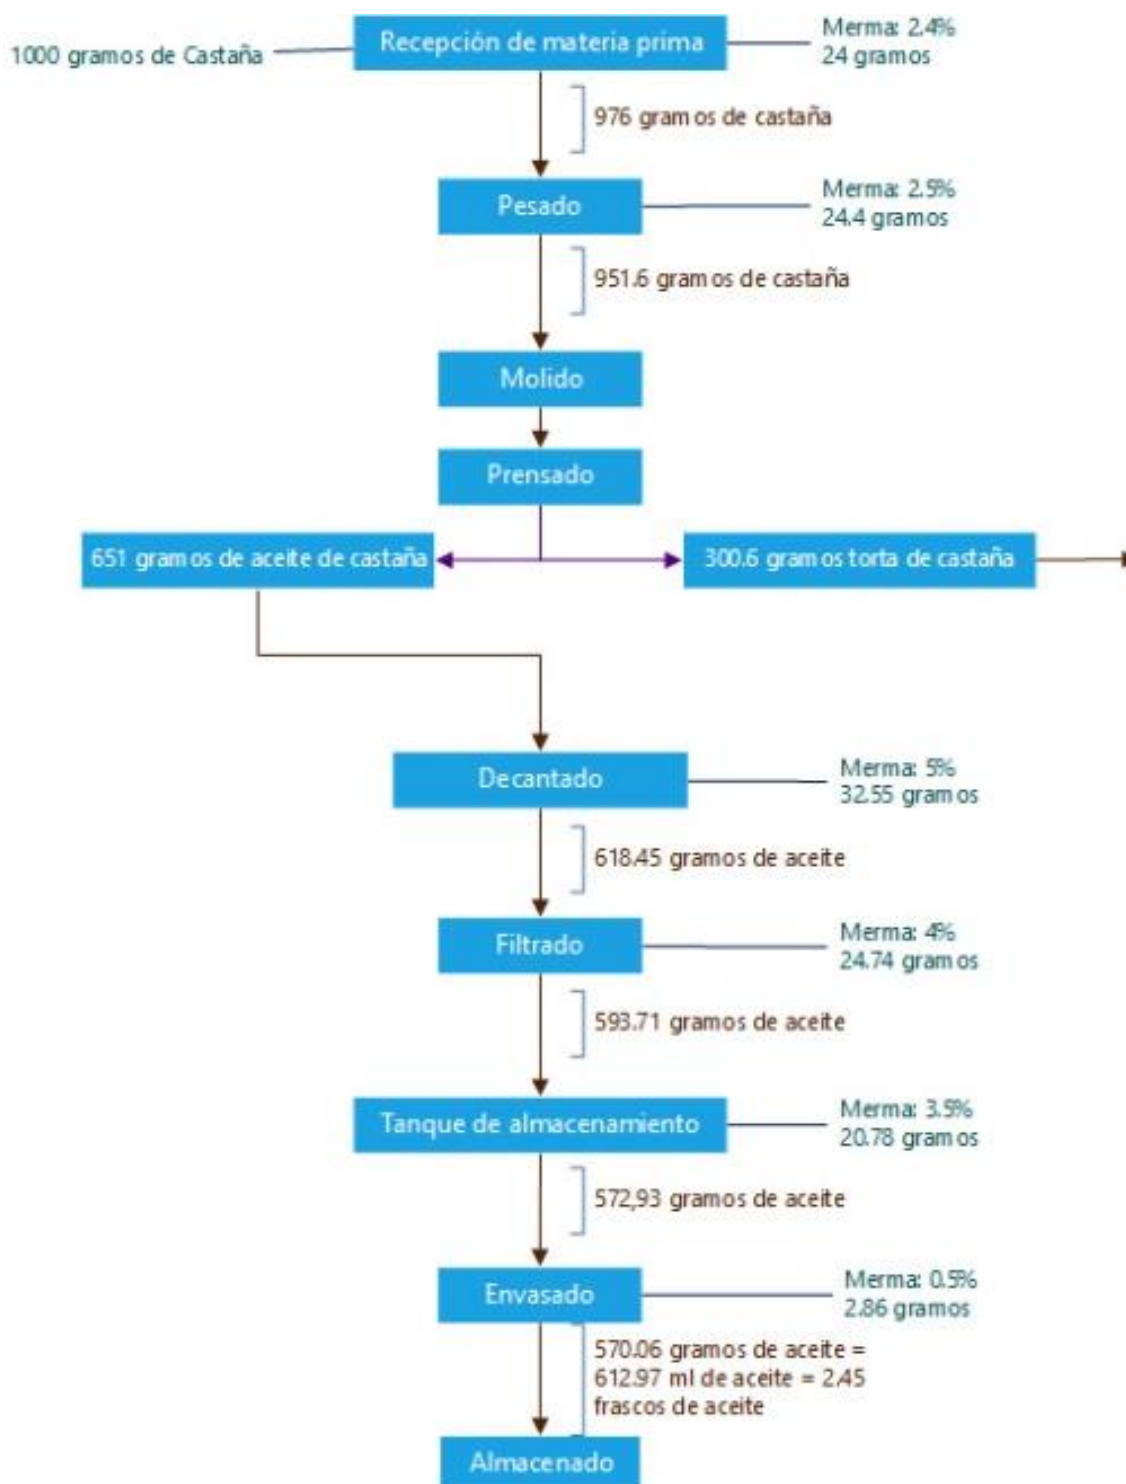 Recepción de materia prima
1000 gramos de Castaña
Merma: 2.4%
24 gramos
976 gramos de castaña
Pesado
Merma: 2.5%
24.4 gramos
951.6 gramos de castaña
Molido
Prensado
651 gramos de aceite de castaña
300.6 gramos torta de castaña
Decantado
Merma: 5%
32.55 gramos
618.45 gramos de aceite
Filtrado
Merma: 4%
24.74 gramos
593.71 gramos de aceite
Tanque de almacenamiento
Merma: 3.5%
20.78 gramos
572,93 gramos de aceite
Envasado
Merma: 0.5%
2.86 gramos
570.06 gramos de aceite =
612.97 ml de aceite = 2.45
frascos de aceite
Almacenado